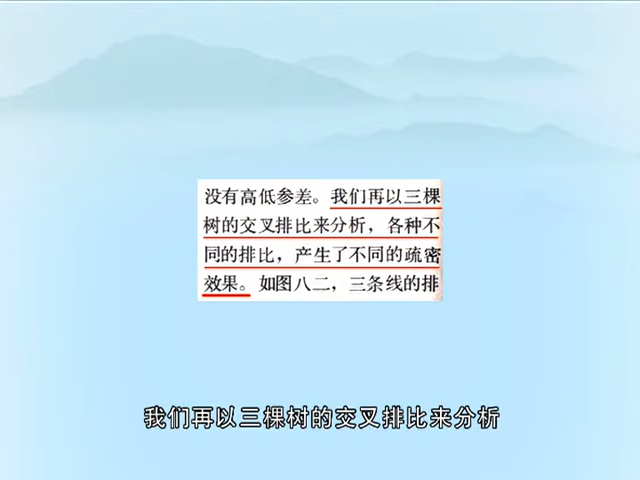 没有高低参差。我们再以三棵
树的交叉排比来分析，各种不
同的排比，产生了不同的疏密
效果。如图八二，三条线的排
我们再以三棵树的交叉排比来分析